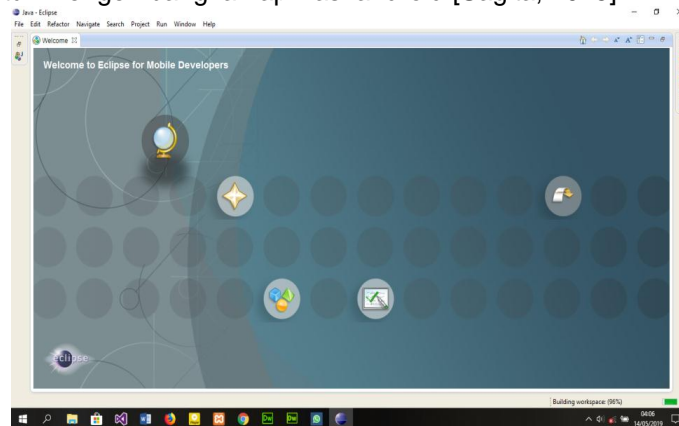 Java - Eclipse
File Edit Refactor Navigate Search Project Run Window Help
Welcome
Welcome to Eclipse for Mobile Developers
eclipse
Building workspace: (96%)
04:06
14/05/2019